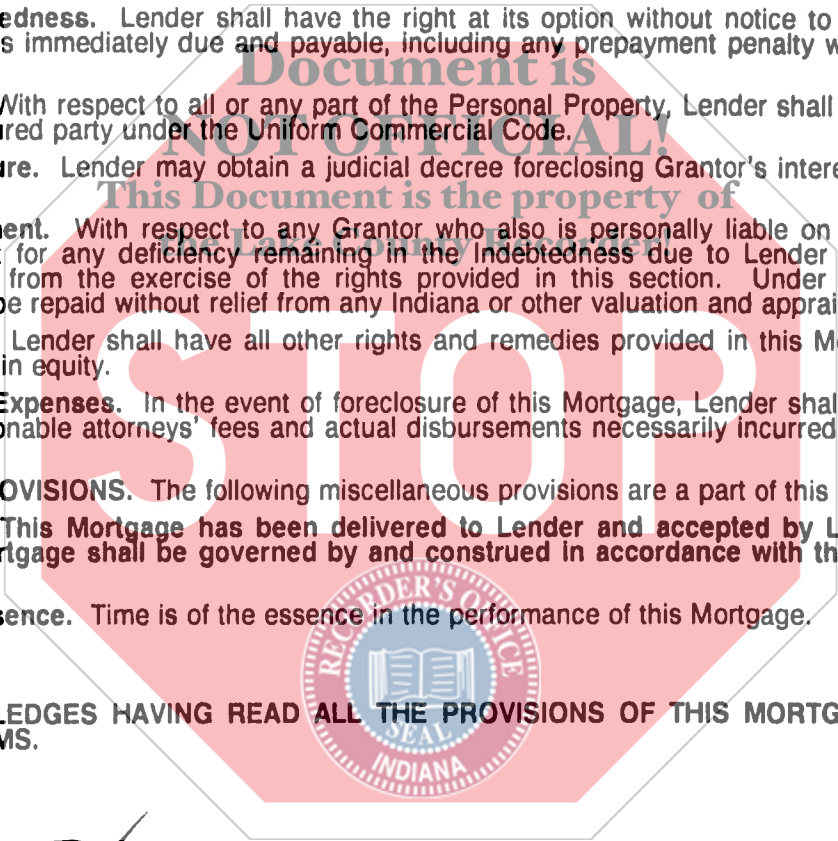 edness. Lender shall have the right at its option without notice to
s immediately due and payable, including any prepayment penalty w
Document is
With respect to all or any part of the Personal Property, Lender shall
ured party under the Uniform Commercial Code.
NOT OFFICIAL!
ure. Lender may obtain a judicial decree foreclosing Grantor's intere
This Document is the property of
ent. With respect to any Grantor who also is personally liable on
the Lake County Recorder!
for any deficiency remaining in the Indebtedness due to Lender
from the exercise of the rights provided in this section. Under
be repaid without relief from any Indiana or other valuation and apprai
Lender shall have all other rights and remedies provided in this M
in equity.
STOP
Expenses. In the event of foreclosure of this Mortgage, Lender shal
onable attorneys' fees and actual disbursements necessarily incurred
OVISIONS. The following miscellaneous provisions are a part of this
This Mortgage has been delivered to Lender and accepted by L
rtgage shall be governed by and construed in accordance with th
sence. Time is of the essence in the performance of this Mortgage.
RECORDER'S OFFICE
SEAL
INDIANA
LEDGES HAVING READ ALL THE PROVISIONS OF THIS MORTG
MS.